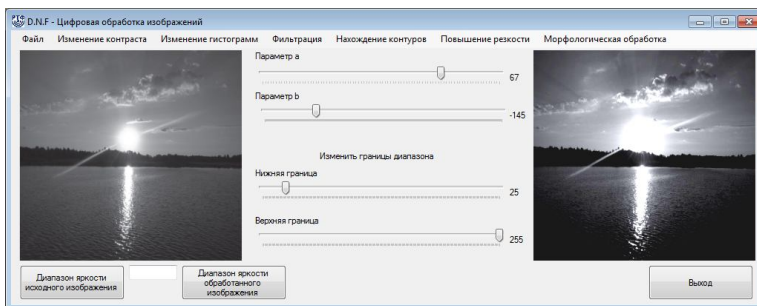 D.N.F - Цифровая обработка изображений
Файл Изменение контраста Изменение гистограмм Фильтрация Нахождение контуров Повышение резкости Морфологическая обработка
Параметр а
67
Параметр b
-145
Изменить границы диапазона
Нижняя граница
25
Верхняя граница
255
Диапазон яркости
исходного изображения
Диапазон яркости
обработанного
изображения
Выход